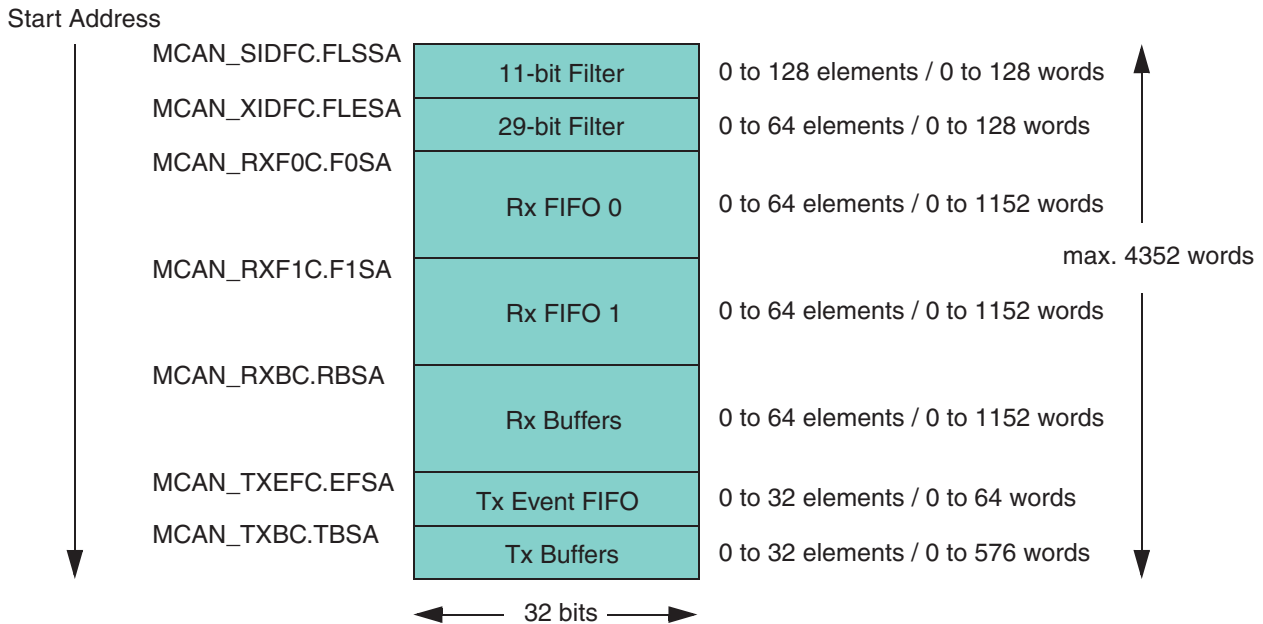 Start Address
MCAN_SIDFC.FLSSA
11-bit Filter
0 to 128 elements / 0 to 128 words
MCAN_XIDFC.FLESA
29-bit Filter
0 to 64 elements / 0 to 128 words
MCAN_RXF0C.F0SA
Rx FIFO 0
0 to 64 elements / 0 to 1152 words
max. 4352 words
MCAN_RXF1C.F1SA
Rx FIFO 1
0 to 64 elements / 0 to 1152 words
MCAN_RXBC.RBSA
Rx Buffers
0 to 64 elements / 0 to 1152 words
MCAN_TXEFC.EFSA
Tx Event FIFO
0 to 32 elements / 0 to 64 words
MCAN_TXBC.TBSA
Tx Buffers
0 to 32 elements / 0 to 576 words
32 bits